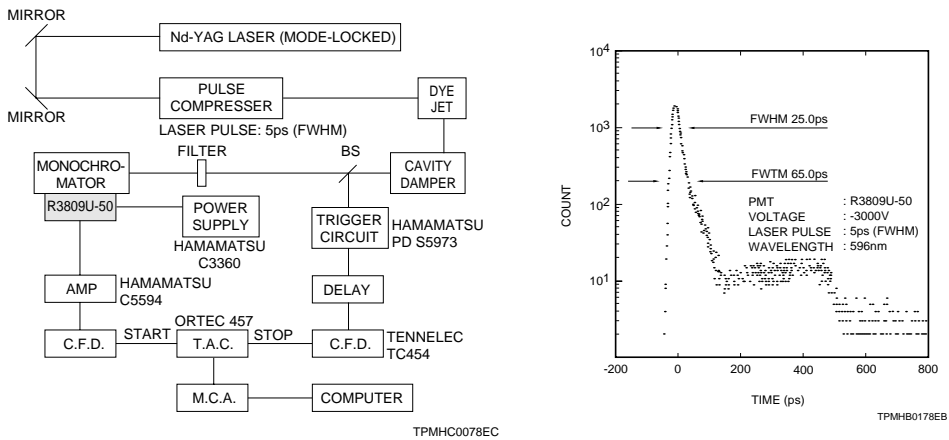 MIRROR
Nd-YAG LASER (MODE-LOCKED)
MIRROR
PULSE
COMPRESSER
DYE
JET
LASER PULSE: 5ps (FWHM)
FILTER
BS
MONOCHRO-
MATOR
CAVITY
DAMPER
R3809U-50
POWER
SUPPLY
HAMAMATSU
C3360
TRIGGER
CIRCUIT
HAMAMATSU
PD S5973
AMP
HAMAMATSU
C5594
DELAY
C.F.D.
START
ORTEC 457
T.A.C.
STOP
C.F.D.
TENNELEC
TC454
M.C.A.
COMPUTER
TPMHC0078EC
COUNT
10⁴
10³
10²
10¹
FWHM 25.0ps
FWTM 65.0ps
PMT : R3809U-50
VOLTAGE : -3000V
LASER PULSE : 5ps (FWHM)
WAVELENGTH : 596nm
-200 0 200 400 600 800
TIME (ps)
TPMHB0178EB